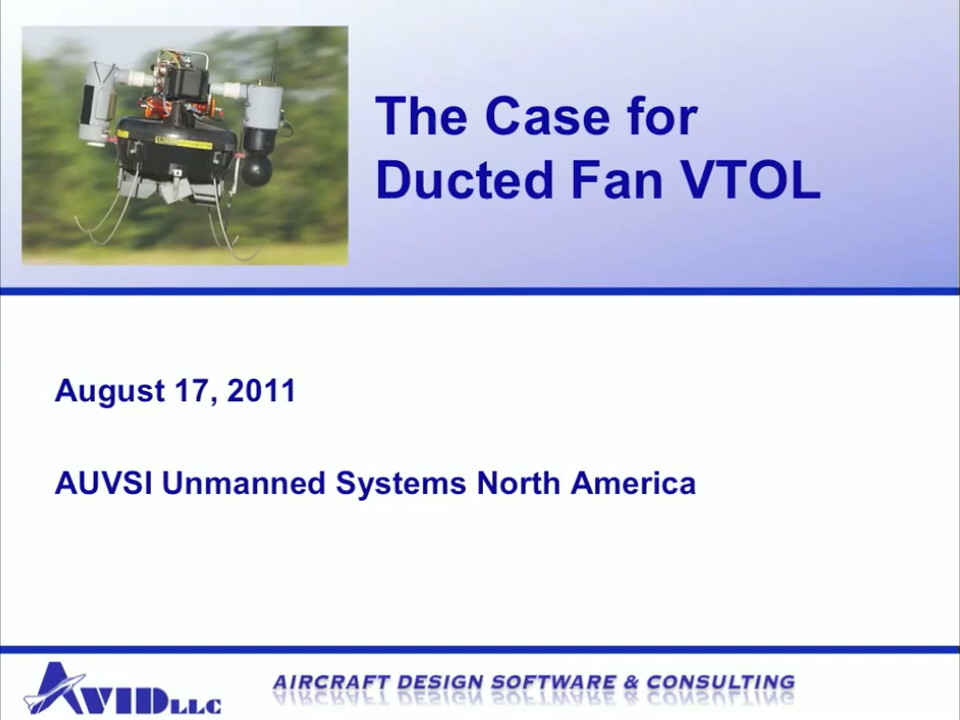 The Case for
Ducted Fan VTOL
August 17, 2011
AUVSI Unmanned Systems North America
AVID LLC
AIRCRAFT DESIGN SOFTWARE & CONSULTING